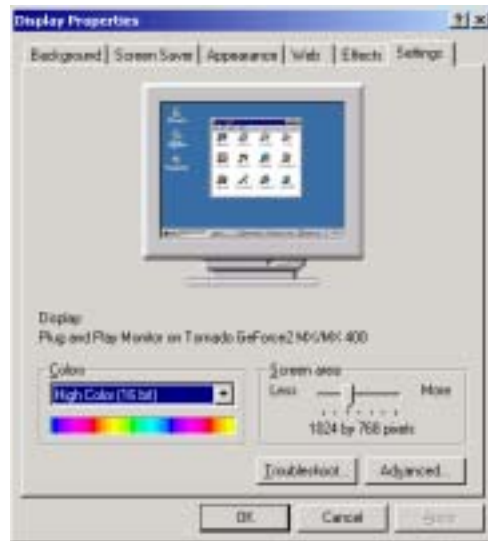 Display Properties
Background Screen Saver Appearance Web Effects Settings
Display:
Plug and Play Monitor on Tornado GeForce2 MX/MX 400
Colors
High Color (16 bit)
Screen area
Less More
1024 by 768 pixels
Troubleshoot... Advanced...
OK Cancel Apply